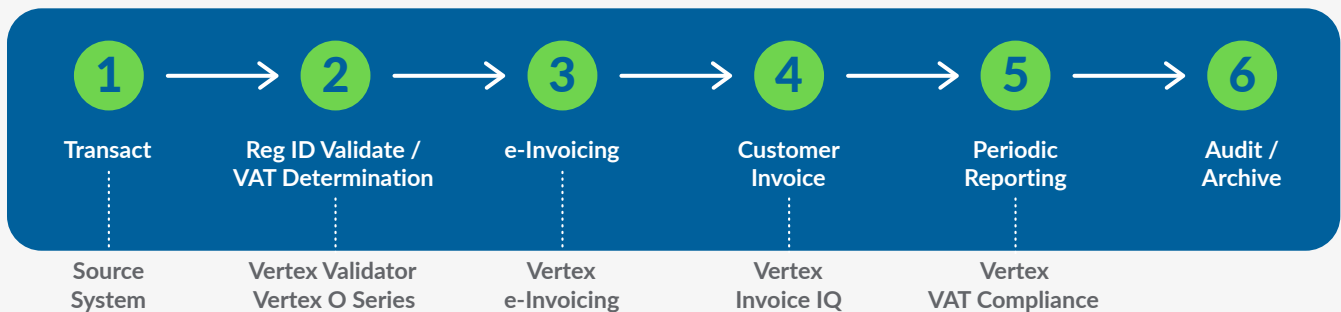 1
2
3
4
5
6
Transact
Reg ID Validate /
VAT Determination
e-Invoicing
Customer
Invoice
Periodic
Reporting
Audit /
Archive
Source
System
Vertex Validator
Vertex O Series
Vertex
e-Invoicing
Vertex
Invoice IQ
Vertex
VAT Compliance